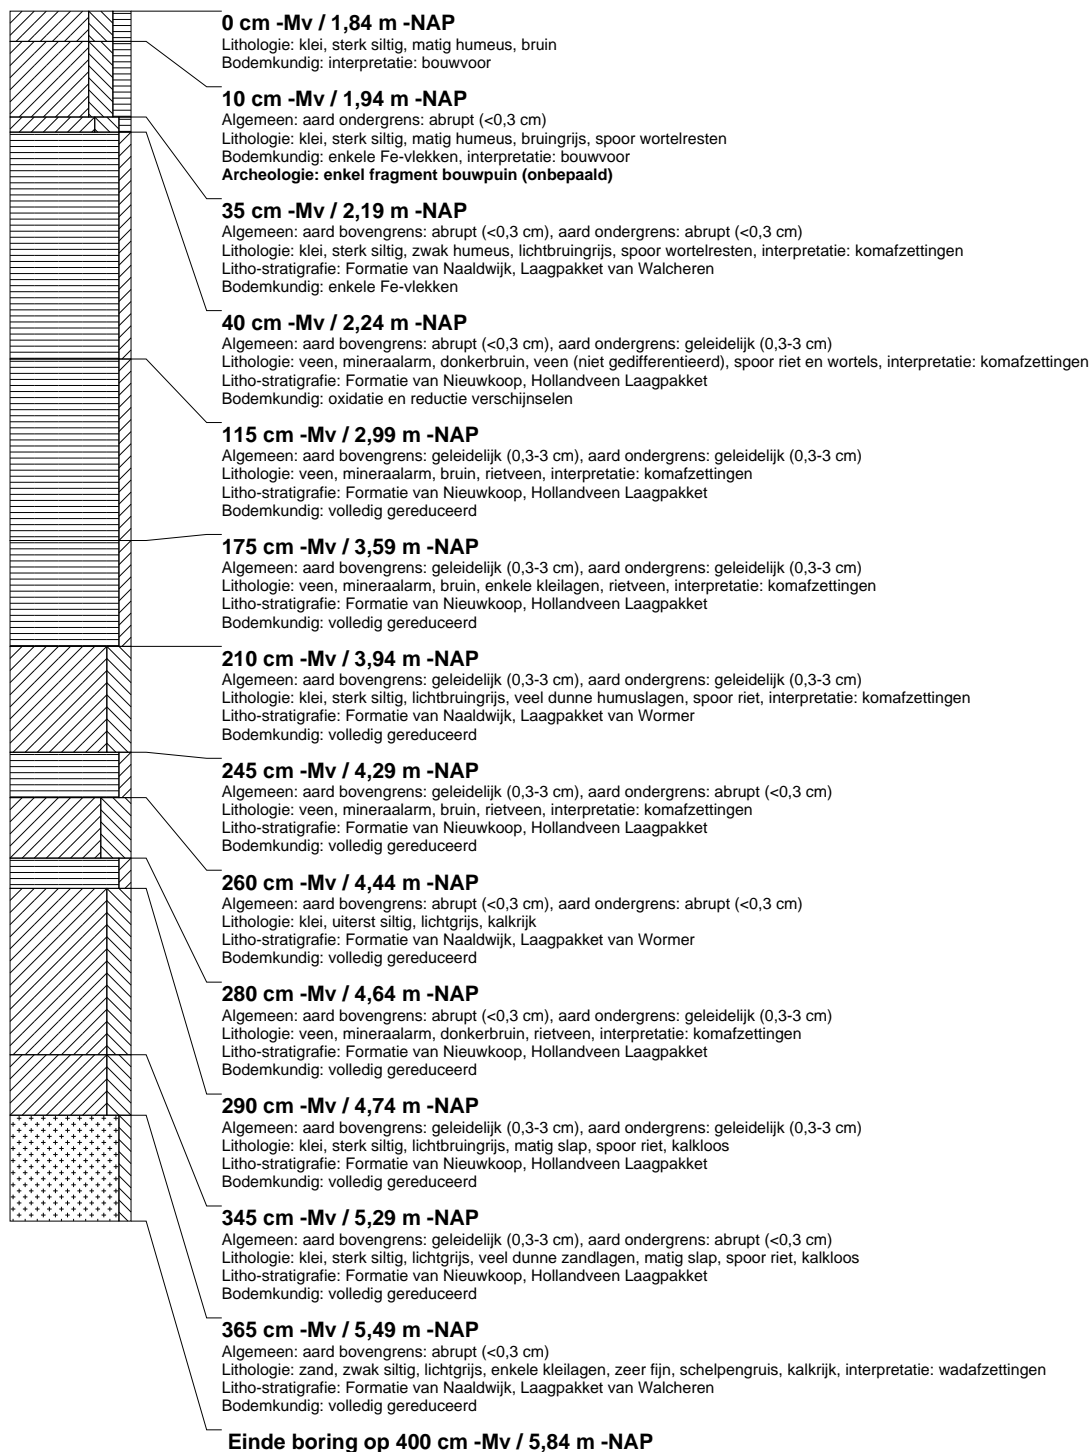 0 cm -Mv / 1,84 m -NAP
Lithologie: klei, sterk siltig, matig humeus, bruin
Bodemkundig: interpretatie: bouwvoor
10 cm -Mv / 1,94 m -NAP
Algemeen: aard ondergrens: abrupt (<0,3 cm)
Lithologie: klei, sterk siltig, matig humeus, bruingrijs, spoor wortelresten
Bodemkundig: enkele Fe-vlekken, interpretatie: bouwvoor
Archeologie: enkel fragment bouwpuin (onbepaald)
35 cm -Mv / 2,19 m -NAP
Algemeen: aard bovengrens: abrupt (<0,3 cm), aard ondergrens: abrupt (<0,3 cm)
Lithologie: klei, sterk siltig, zwak humeus, lichtbruingrijs, spoor wortelresten, interpretatie: komafzettingen
Litho-stratigrafie: Formatie van Naaldwijk, Laagpakket van Walcheren
Bodemkundig: enkele Fe-vlekken
40 cm -Mv / 2,24 m -NAP
Algemeen: aard bovengrens: abrupt (<0,3 cm), aard ondergrens: geleidelijk (0,3-3 cm)
Lithologie: veen, mineraalarm, donkerbruin, veen (niet gedifferentieerd), spoor riet en wortels, interpretatie: komafzettingen
Litho-stratigrafie: Formatie van Nieuwkoop, Hollandveen Laagpakket
Bodemkundig: oxidatie en reductie verschijnselen
115 cm -Mv / 2,99 m -NAP
Algemeen: aard bovengrens: geleidelijk (0,3-3 cm), aard ondergrens: geleidelijk (0,3-3 cm)
Lithologie: veen, mineraalarm, bruin, rietveen, interpretatie: komafzettingen
Litho-stratigrafie: Formatie van Nieuwkoop, Hollandveen Laagpakket
Bodemkundig: volledig gereduceerd
175 cm -Mv / 3,59 m -NAP
Algemeen: aard bovengrens: geleidelijk (0,3-3 cm), aard ondergrens: geleidelijk (0,3-3 cm)
Lithologie: veen, mineraalarm, bruin, enkele kleilagen, rietveen, interpretatie: komafzettingen
Litho-stratigrafie: Formatie van Nieuwkoop, Hollandveen Laagpakket
Bodemkundig: volledig gereduceerd
210 cm -Mv / 3,94 m -NAP
Algemeen: aard bovengrens: geleidelijk (0,3-3 cm), aard ondergrens: geleidelijk (0,3-3 cm)
Lithologie: klei, sterk siltig, lichtbruingrijs, veel dunne humuslagen, spoor riet, interpretatie: komafzettingen
Litho-stratigrafie: Formatie van Naaldwijk, Laagpakket van Wormer
Bodemkundig: volledig gereduceerd
245 cm -Mv / 4,29 m -NAP
Algemeen: aard bovengrens: geleidelijk (0,3-3 cm), aard ondergrens: abrupt (<0,3 cm)
Lithologie: veen, mineraalarm, bruin, rietveen, interpretatie: komafzettingen
Litho-stratigrafie: Formatie van Nieuwkoop, Hollandveen Laagpakket
Bodemkundig: volledig gereduceerd
260 cm -Mv / 4,44 m -NAP
Algemeen: aard bovengrens: abrupt (<0,3 cm), aard ondergrens: abrupt (<0,3 cm)
Lithologie: klei, uiterst siltig, lichtgrijs, kalkrijk
Litho-stratigrafie: Formatie van Naaldwijk, Laagpakket van Wormer
Bodemkundig: volledig gereduceerd
280 cm -Mv / 4,64 m -NAP
Algemeen: aard bovengrens: abrupt (<0,3 cm), aard ondergrens: geleidelijk (0,3-3 cm)
Lithologie: veen, mineraalarm, donkerbruin, rietveen, interpretatie: komafzettingen
Litho-stratigrafie: Formatie van Nieuwkoop, Hollandveen Laagpakket
Bodemkundig: volledig gereduceerd
290 cm -Mv / 4,74 m -NAP
Algemeen: aard bovengrens: geleidelijk (0,3-3 cm), aard ondergrens: geleidelijk (0,3-3 cm)
Lithologie: klei, sterk siltig, lichtbruingrijs, matig slap, spoor riet, kalkloos
Litho-stratigrafie: Formatie van Nieuwkoop, Hollandveen Laagpakket
Bodemkundig: volledig gereduceerd
345 cm -Mv / 5,29 m -NAP
Algemeen: aard bovengrens: geleidelijk (0,3-3 cm), aard ondergrens: abrupt (<0,3 cm)
Lithologie: klei, sterk siltig, lichtgrijs, veel dunne zandlagen, matig slap, spoor riet, kalkloos
Litho-stratigrafie: Formatie van Nieuwkoop, Hollandveen Laagpakket
Bodemkundig: volledig gereduceerd
365 cm -Mv / 5,49 m -NAP
Algemeen: aard bovengrens: abrupt (<0,3 cm)
Lithologie: zand, zwak siltig, lichtgrijs, enkele kleilagen, zeer fijn, schelpengruis, kalkrijk, interpretatie: wadafzettingen
Litho-stratigrafie: Formatie van Naaldwijk, Laagpakket van Walcheren
Bodemkundig: volledig gereduceerd
Einde boring op 400 cm -Mv / 5,84 m -NAP